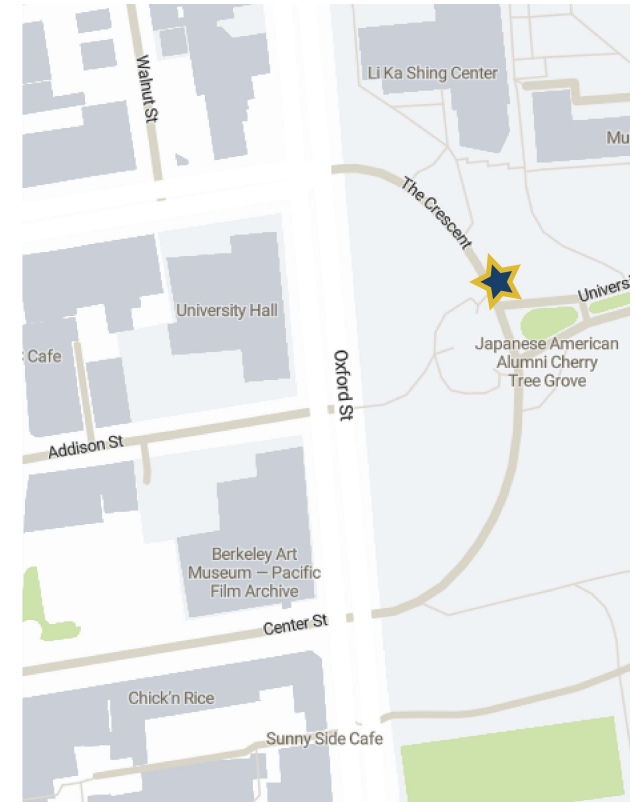 Walnut St
Li Ka Shing Center
Mu
The Crescent
Universi
University Hall
Cafe
Japanese American
Alumni Cherry
Tree Grove
Oxford St
Addison St
Berkeley Art
Museum — Pacific
Film Archive
Center St
Chick'n Rice
Sunny Side Cafe